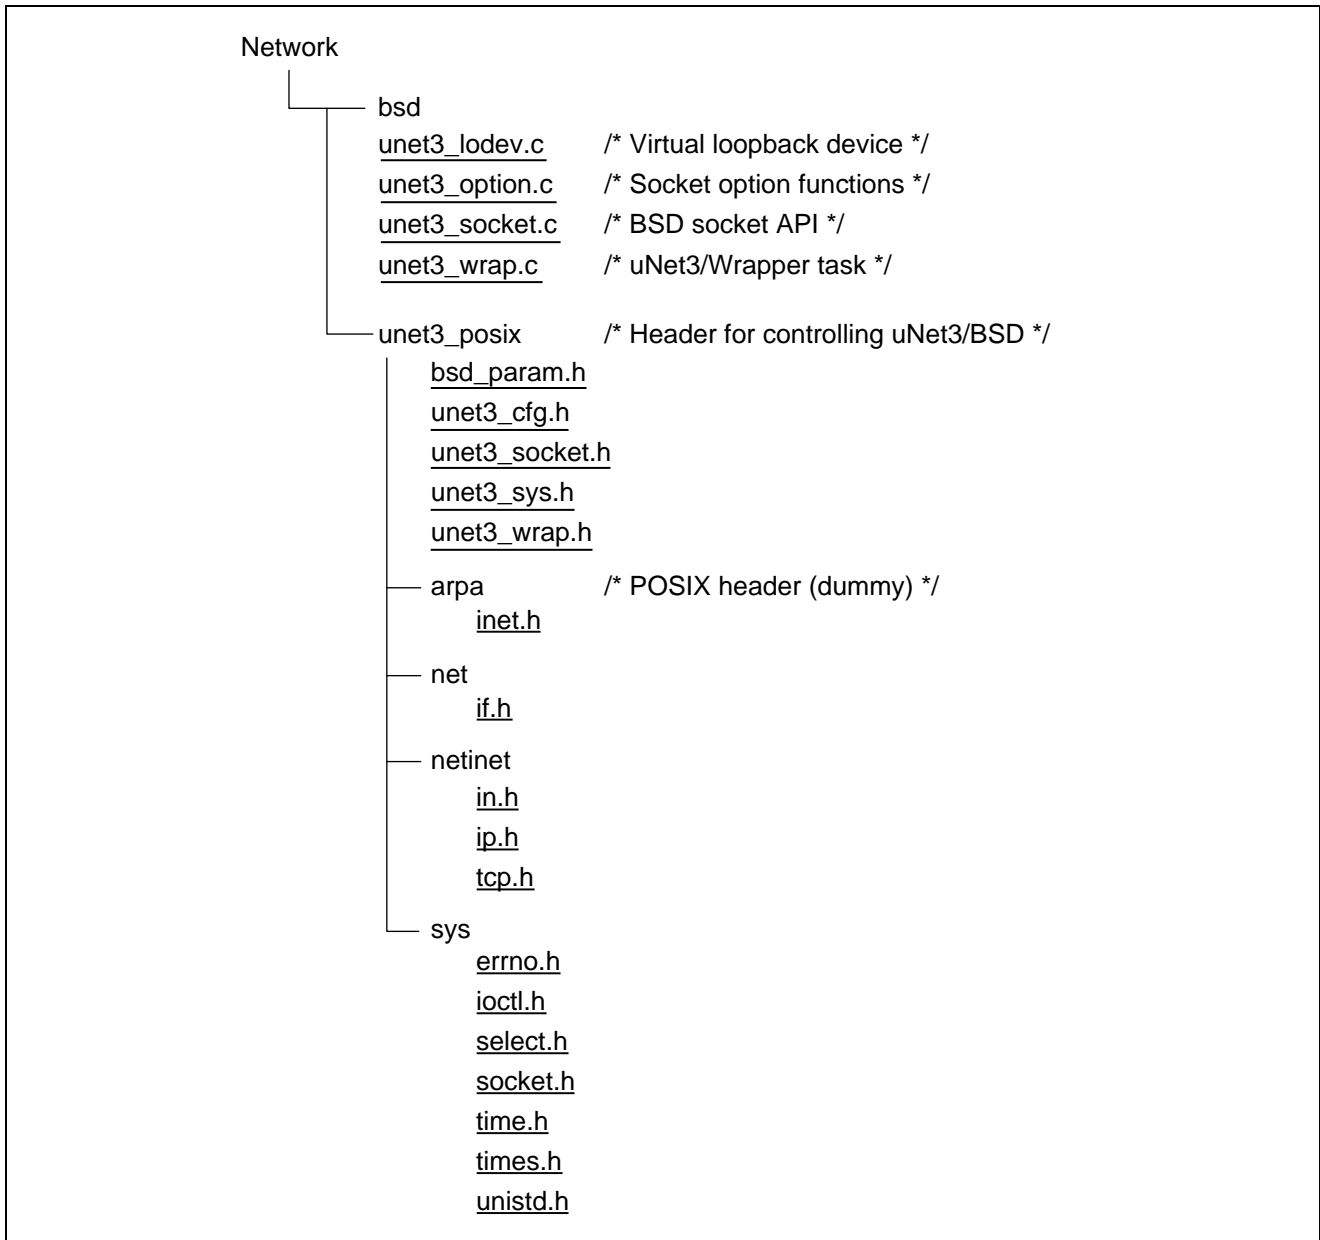 Network
bsd
unet3_lodev.c /* Virtual loopback device */
unet3_option.c /* Socket option functions */
unet3_socket.c /* BSD socket API */
unet3_wrap.c /* uNet3/Wrapper task */
unet3_posix /* Header for controlling uNet3/BSD */
bsd_param.h
unet3_cfg.h
unet3_socket.h
unet3_sys.h
unet3_wrap.h
arpa /* POSIX header (dummy) */
inet.h
net
if.h
netinet
in.h
ip.h
tcp.h
sys
errno.h
ioctl.h
select.h
socket.h
time.h
times.h
unistd.h